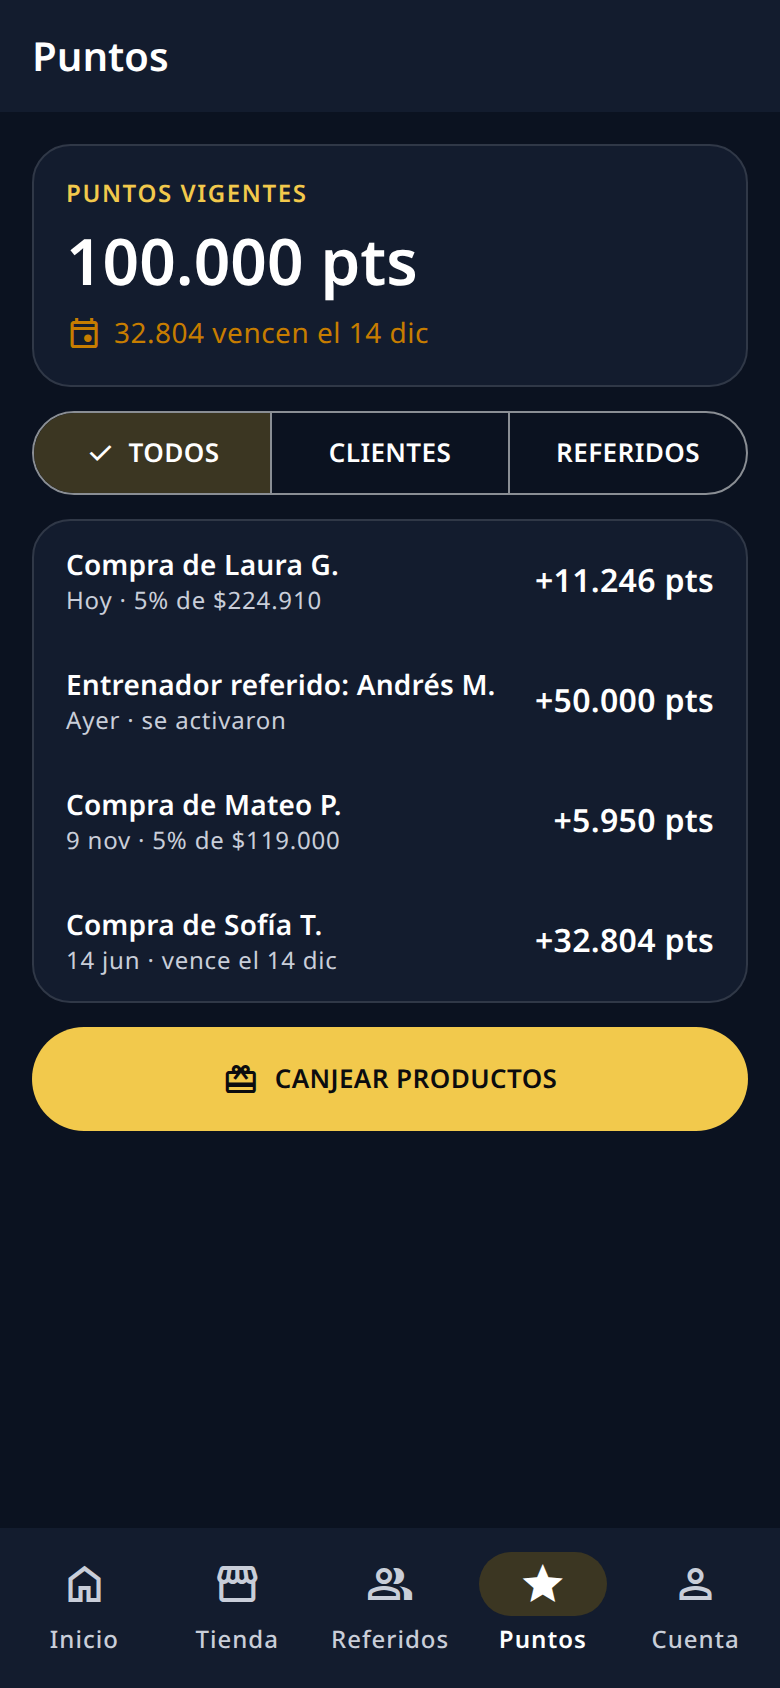 Puntos
PUNTOS VIGENTES
100.000 pts
32.804 vencen el 14 dic
TODOS
CLIENTES
REFERIDOS
Compra de Laura G.
Hoy · 5% de $224.910
+11.246 pts
Entrenador referido: Andrés M.
Ayer · se activaron
+50.000 pts
Compra de Mateo P.
9 nov · 5% de $119.000
+5.950 pts
Compra de Sofía T.
14 jun · vence el 14 dic
+32.804 pts
CANJEAR PRODUCTOS
Inicio
Tienda
Referidos
Puntos
Cuenta